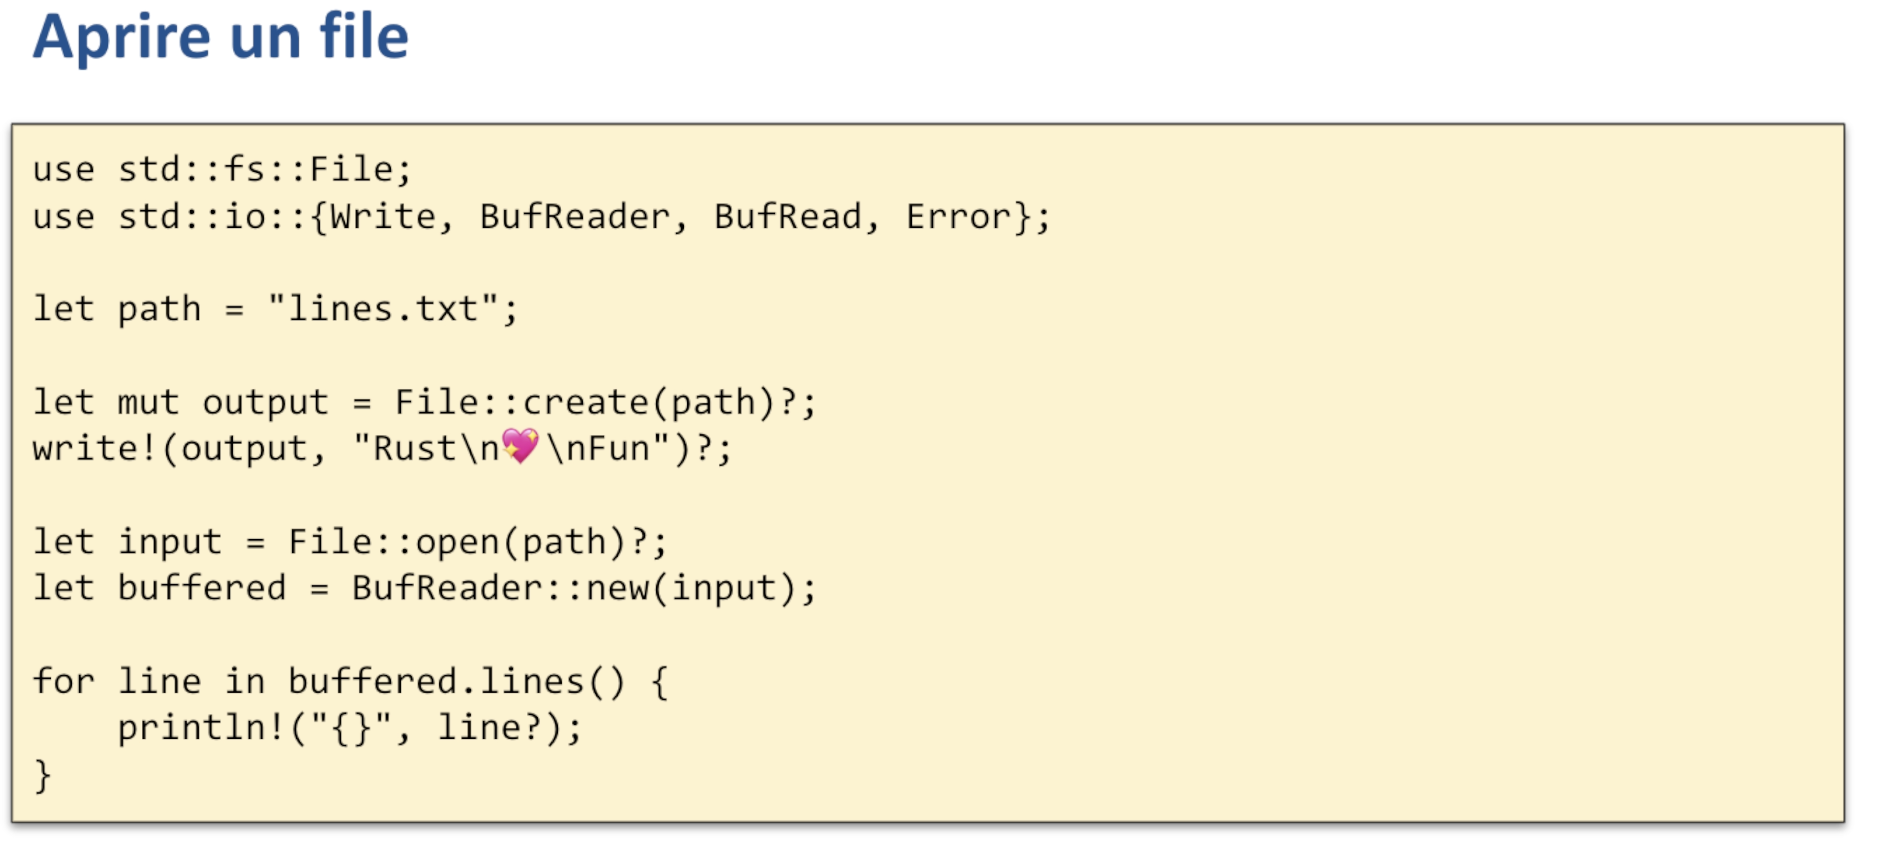 Aprire un file
use std::fs::File;
use std::io::{Write, BufReader, BufRead, Error};
let path = "lines.txt";
let mut output = File::create(path)?;
write!(output, "Rust\n💖\nFun")?;
let input = File::open(path)?;
let buffered = BufReader::new(input);
for line in buffered.lines() {
    println!("{}", line?);
}